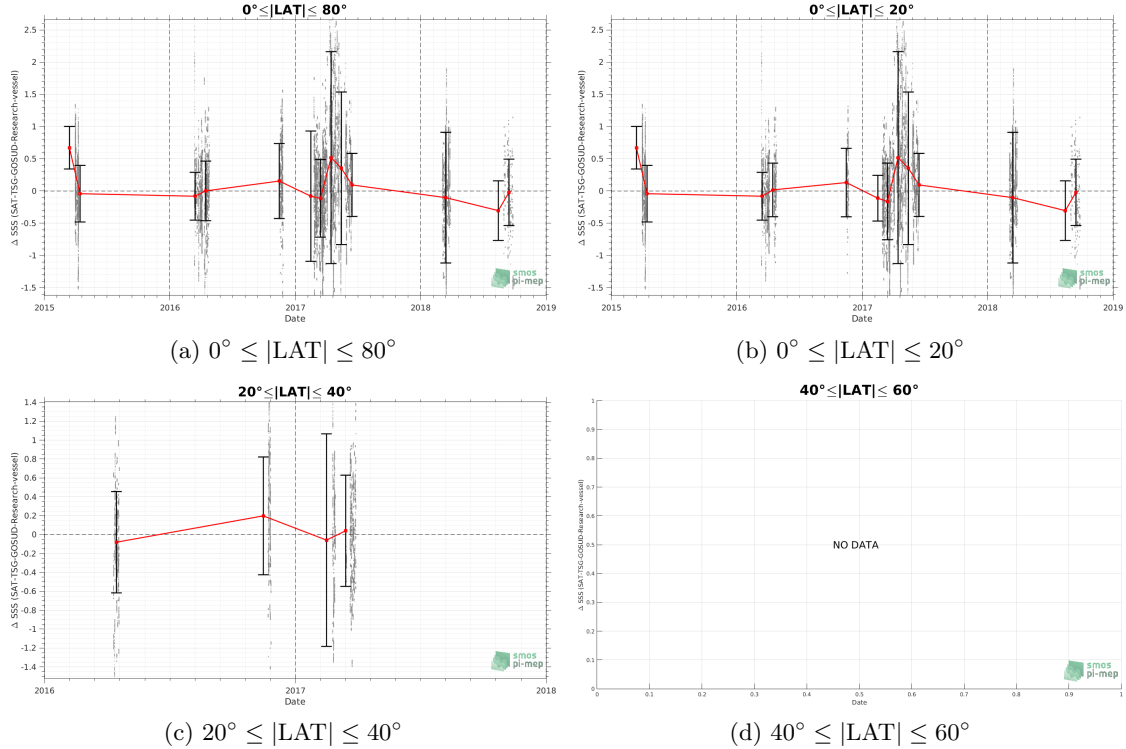 0°≤|LAT|≤ 80°
Δ SSS (SAT-TSG-GOSUD-Research-vessel)
2.5
2
1.5
1
0.5
0
-0.5
-1
-1.5
2015
2016
2017
2018
2019
Date
smos
pi-mep
(a) 0° ≤ |LAT| ≤ 80°
0°≤|LAT|≤ 20°
Δ SSS (SAT-TSG-GOSUD-Research-vessel)
2.5
2
1.5
1
0.5
0
-0.5
-1
-1.5
2015
2016
2017
2018
2019
Date
smos
pi-mep
(b) 0° ≤ |LAT| ≤ 20°
20°≤|LAT|≤ 40°
Δ SSS (SAT-TSG-GOSUD-Research-vessel)
1.4
1.2
1
0.8
0.6
0.4
0.2
0
-0.2
-0.4
-0.6
-0.8
-1
-1.2
-1.4
2016
2017
2018
Date
smos
pi-mep
(c) 20° ≤ |LAT| ≤ 40°
40°≤|LAT|≤ 60°
Δ SSS (SAT-TSG-GOSUD-Research-vessel)
1
0.9
0.8
0.7
0.6
0.5
0.4
0.3
0.2
0.1
0
NO DATA
0
0.1
0.2
0.3
0.4
0.5
0.6
0.7
0.8
0.9
1
Date
smos
pi-mep
(d) 40° ≤ |LAT| ≤ 60°